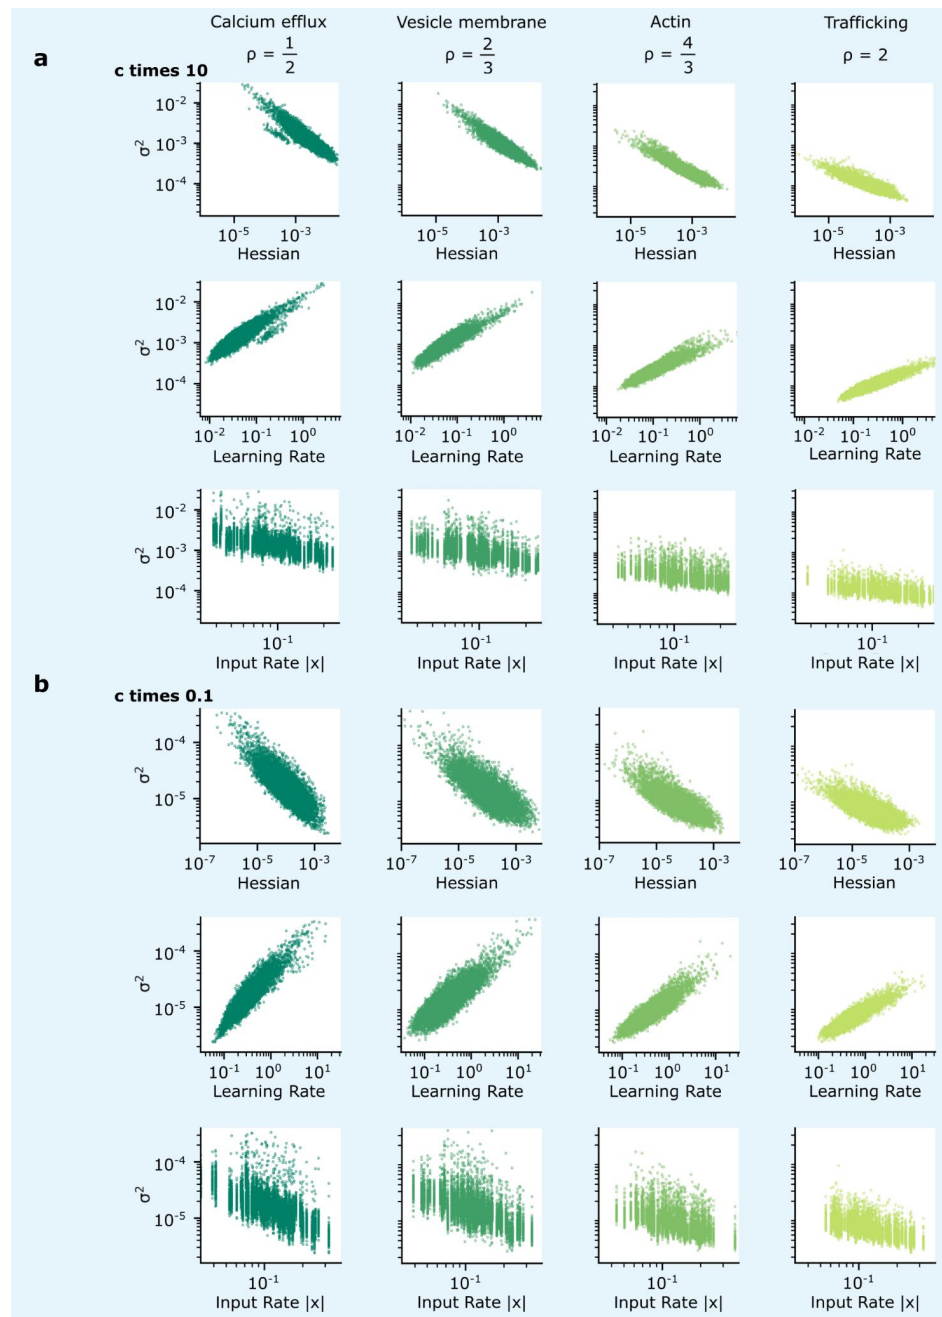 Calcium efflux Vesicle membrane Actin Trafficking
a ρ = 1/2 ρ = 2/3 ρ = 4/3 ρ = 2
c times 10
σ² 10⁻² 10⁻³ 10⁻⁴
10⁻⁵ 10⁻³ 10⁻⁵ 10⁻³ 10⁻⁵ 10⁻³ 10⁻⁵ 10⁻³
Hessian Hessian Hessian Hessian
σ² 10⁻² 10⁻³ 10⁻⁴
10⁻² 10⁻¹ 10⁰ 10⁻² 10⁻¹ 10⁰ 10⁻² 10⁻¹ 10⁰ 10⁻² 10⁻¹ 10⁰
Learning Rate Learning Rate Learning Rate Learning Rate
σ² 10⁻² 10⁻³ 10⁻⁴
10⁻¹ 10⁻¹ 10⁻¹ 10⁻¹
Input Rate |x| Input Rate |x| Input Rate |x| Input Rate |x|
b
c times 0.1
σ² 10⁻⁴ 10⁻⁵
10⁻⁷ 10⁻⁵ 10⁻³ 10⁻⁷ 10⁻⁵ 10⁻³ 10⁻⁷ 10⁻⁵ 10⁻³ 10⁻⁷ 10⁻⁵ 10⁻³
Hessian Hessian Hessian Hessian
σ² 10⁻⁴ 10⁻⁵
10⁻¹ 10⁰ 10¹ 10⁻¹ 10⁰ 10¹ 10⁻¹ 10⁰ 10¹ 10⁻¹ 10⁰ 10¹
Learning Rate Learning Rate Learning Rate Learning Rate
σ² 10⁻⁴ 10⁻⁵
10⁻¹ 10⁻¹ 10⁻¹ 10⁻¹
Input Rate |x| Input Rate |x| Input Rate |x| Input Rate |x|